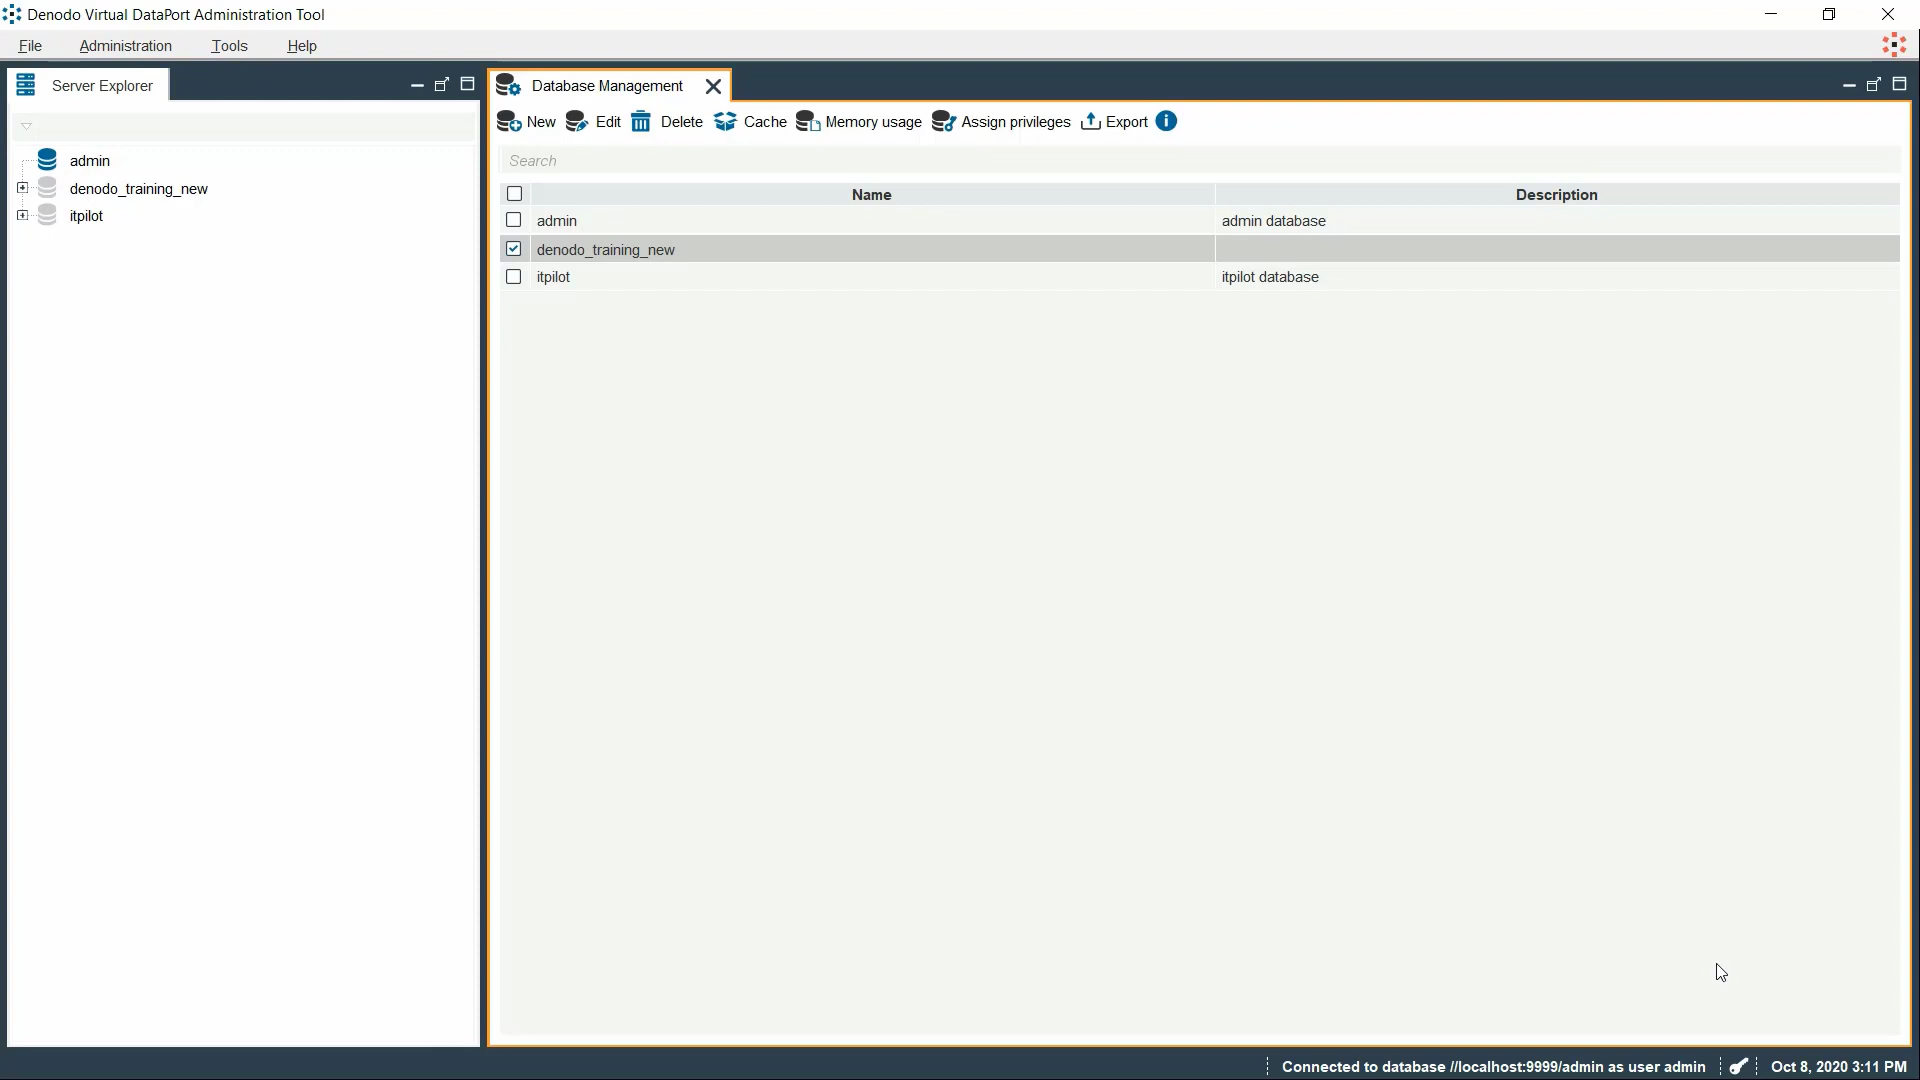 Denodo Virtual DataPort Administration Tool
File Administration Tools Help
Server Explorer
admin
denodo_training_new
itpilot
Database Management
New Edit Delete Cache Memory usage Assign privileges Export
Search
Name Description
admin admin database
denodo_training_new
itpilot itpilot database
Connected to database //localhost:9999/admin as user admin Oct 8, 2020 3:11 PM